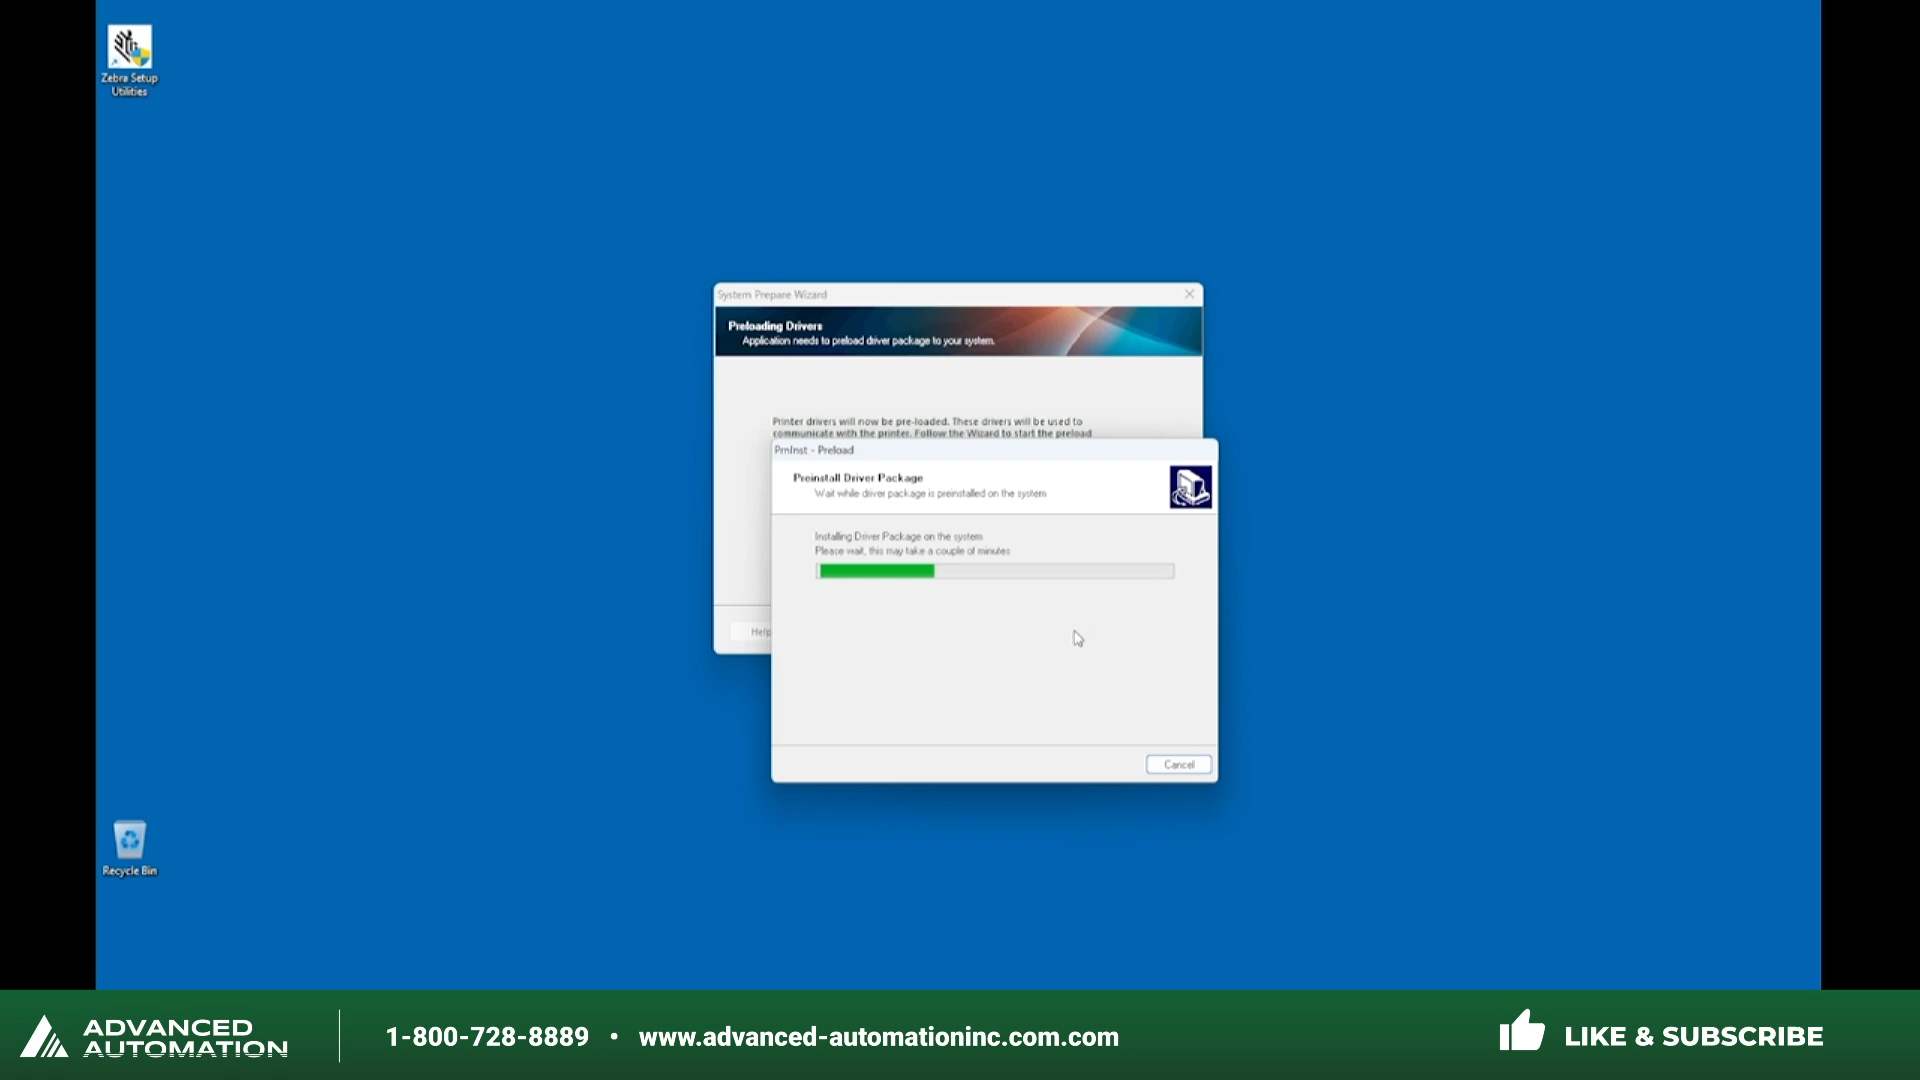 Zebra Setup
Utilities
System Prepare Wizard
Preloading Drivers
Application needs to preload driver package to your system.
Printer drivers will now be pre-loaded. These drivers will be used to
communicate with the printer. Follow the Wizard to start the preload
PrnInst - Preload
Preinstall Driver Package
Wait while driver package is preinstalled on the system
Installing Driver Package on the system
Please wait, this may take a couple of minutes
Help
Cancel
Recycle Bin
ADVANCED
AUTOMATION
1-800-728-8889 • www.advanced-automationinc.com.com
LIKE & SUBSCRIBE